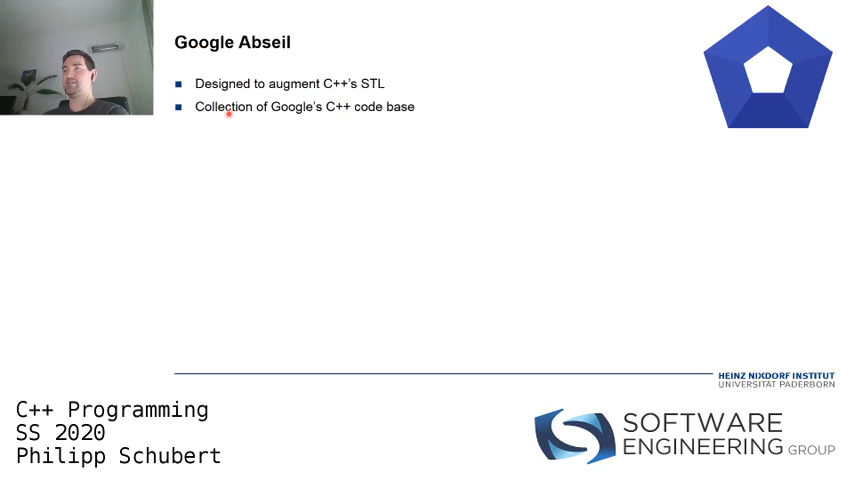 Google Abseil
Designed to augment C++'s STL
Collection of Google's C++ code base
HEINZ NIXDORF INSTITUT
UNIVERSITÄT PADERBORN
C++ Programming
SS 2020
Philipp Schubert
SOFTWARE
ENGINEERING GROUP